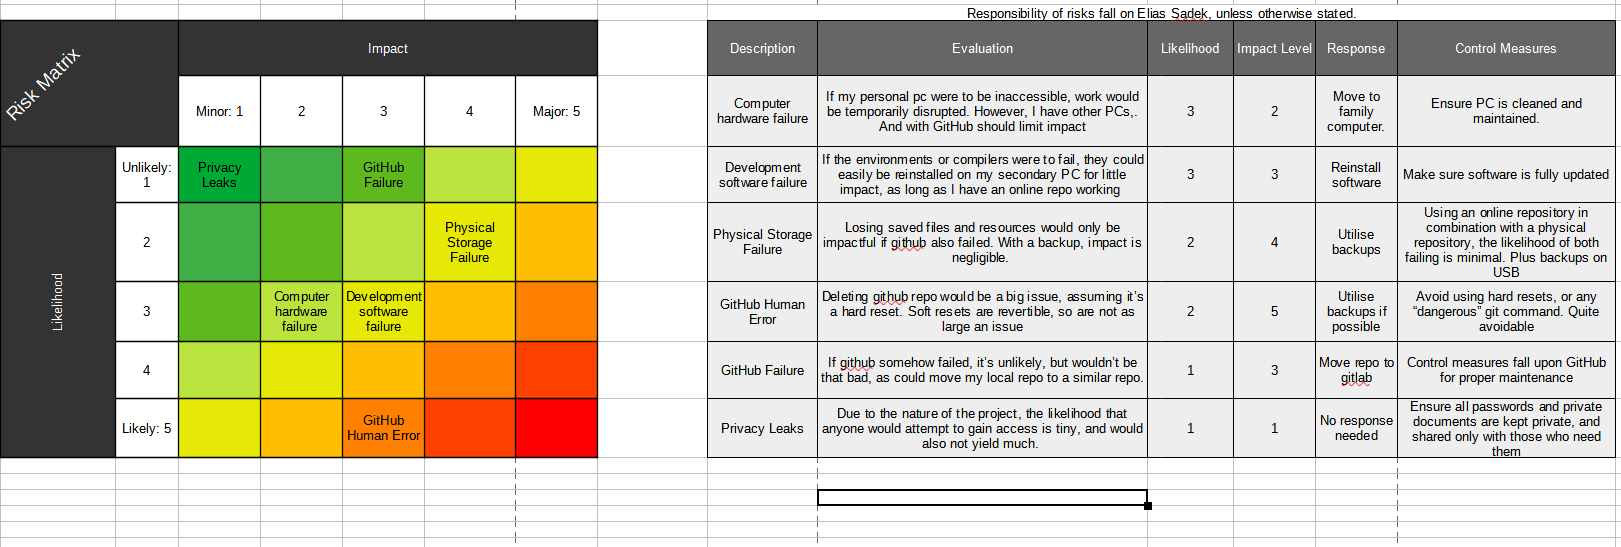 Responsibility of risks fall on Elias Sadek, unless otherwise stated.
Risk Matrix
Impact
Minor: 1
2
3
4
Major: 5
Likelihood
Unlikely:
1
Privacy
Leaks
GitHub
Failure
2
Physical
Storage
Failure
3
Computer
hardware
failure
Development
software
failure
4
Likely: 5
GitHub
Human Error
Description
Evaluation
Likelihood
Impact Level
Response
Control Measures
Computer
hardware failure
If my personal pc were to be inaccessible, work would
be temporarily disrupted. However, I have other PCs,.
And with GitHub should limit impact
3
2
Move to
family
computer.
Ensure PC is cleaned and
maintained.
Development
software failure
If the environments or compilers were to fail, they could
easily be reinstalled on my secondary PC for little
impact, as long as I have an online repo working
3
3
Reinstall
software
Make sure software is fully updated
Physical Storage
Failure
Losing saved files and resources would only be
impactful if github also failed. With a backup, impact is
negligible.
2
4
Utilise
backups
Using an online repository in
combination with a physical
repository, the likelihood of both
failing is minimal. Plus backups on
USB
GitHub Human
Error
Deleting github repo would be a big issue, assuming it's
a hard reset. Soft resets are revertible, so are not as
large an issue
2
5
Utilise
backups if
possible
Avoid using hard resets, or any
“dangerous” git command. Quite
avoidable
GitHub Failure
If github somehow failed, it's unlikely, but wouldn't be
that bad, as could move my local repo to a similar repo.
1
3
Move repo to
gitlab
Control measures fall upon GitHub
for proper maintenance
Privacy Leaks
Due to the nature of the project, the likelihood that
anyone would attempt to gain access is tiny, and would
also not yield much.
1
1
No response
needed
Ensure all passwords and private
documents are kept private, and
shared only with those who need
them